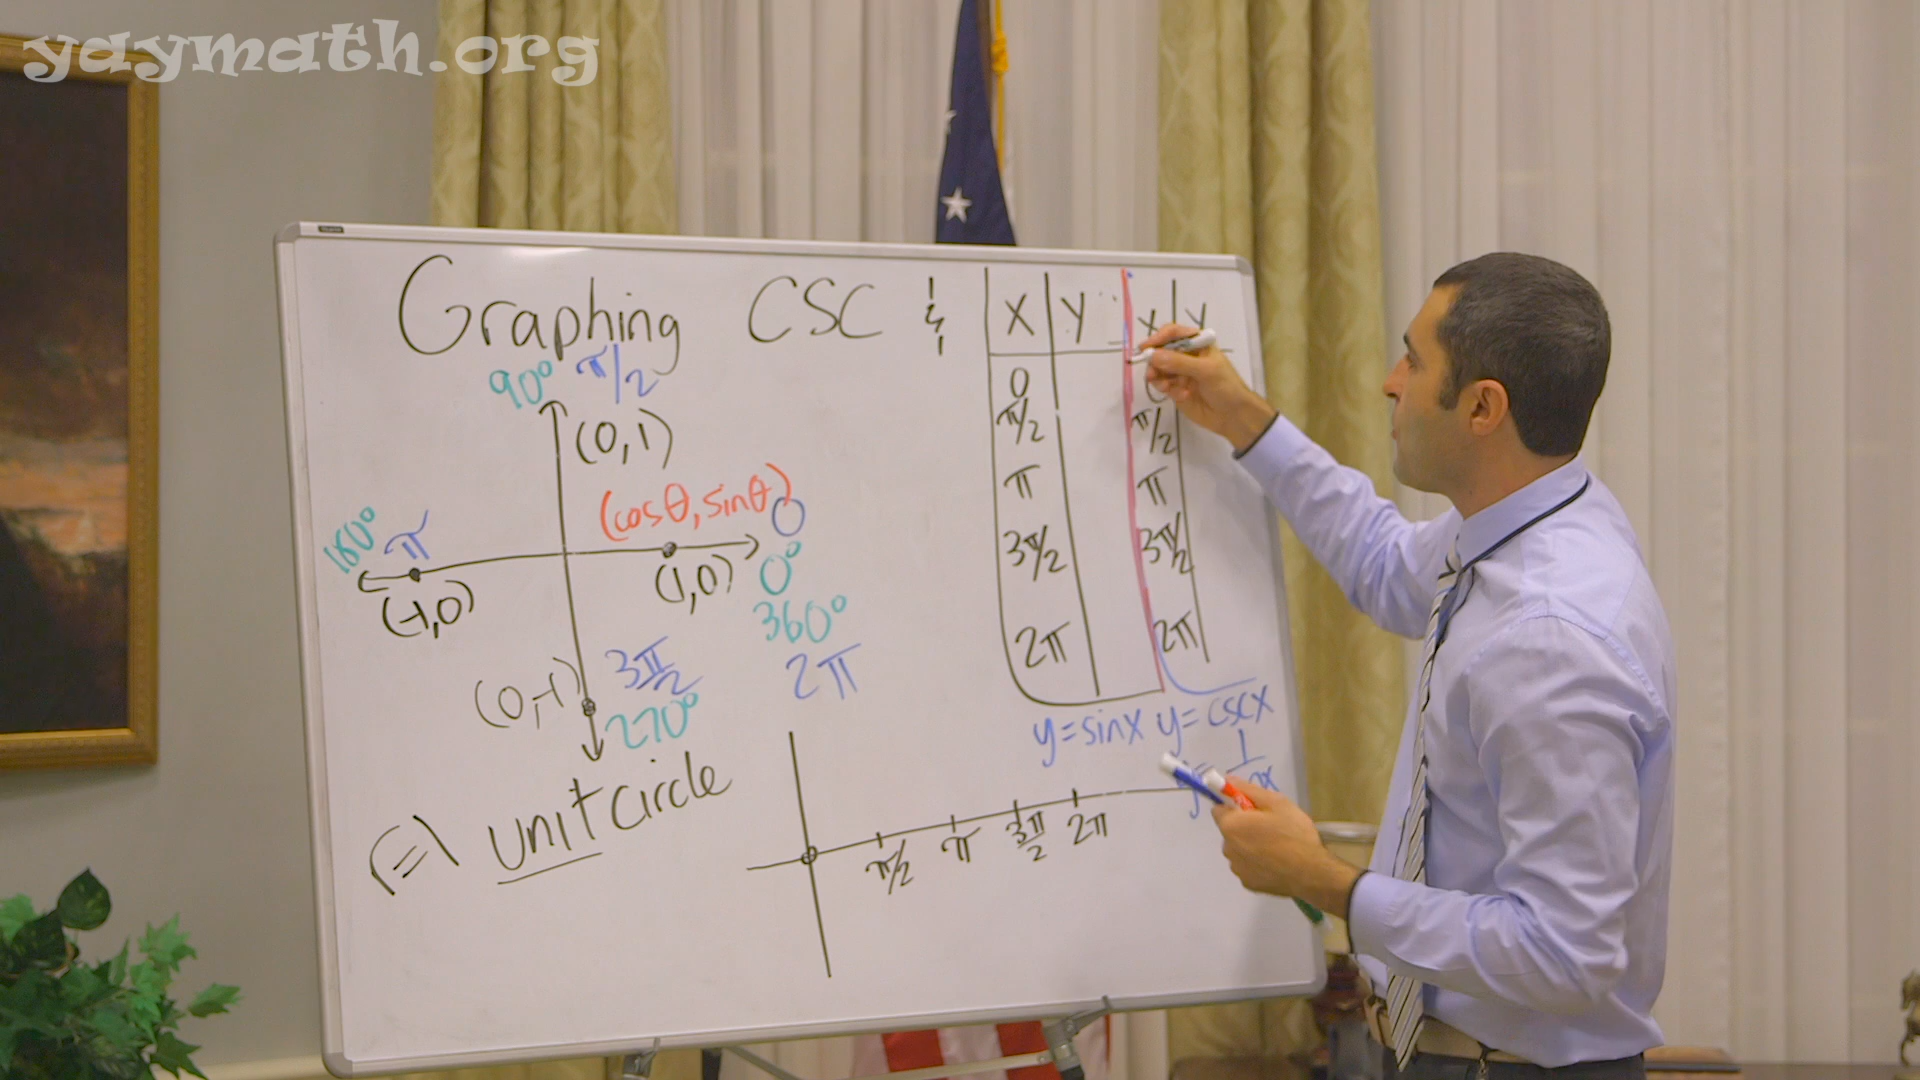 yaymath.org
Graphing CSC &
90° π/2
(0,1)
(cosθ, sinθ)
180° π
0
(-1,0)
(1,0)
0°
360°
2π
(0,-1)
3π/2
270°
r=1 unit circle
X Y
0
π/2
π
3π/2
2π
X Y
π/2
π
3π/2
2π
y=sinx y=cscx
y= 1
π/2 π 3π/2 2π